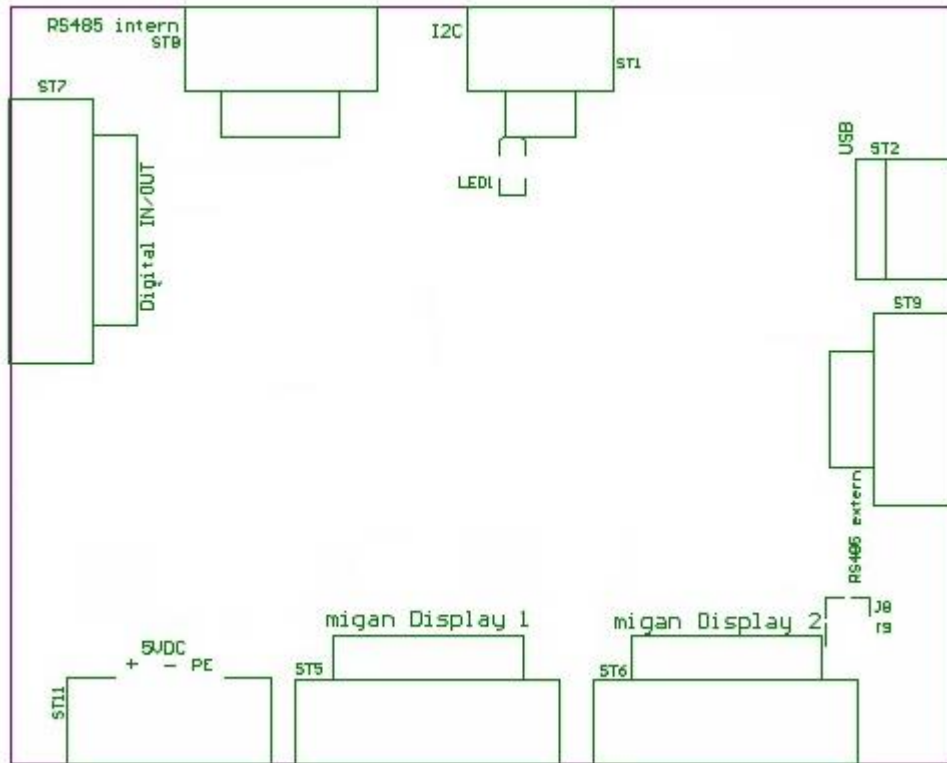 RS485 intern
ST8
I2C
ST1
ST7
USB
ST2
LED1
Digital IN/OUT
ST9
RS485 extern
J8
J9
migan Display 1
migan Display 2
5VDC
+ - PE
ST5
ST6
ST11